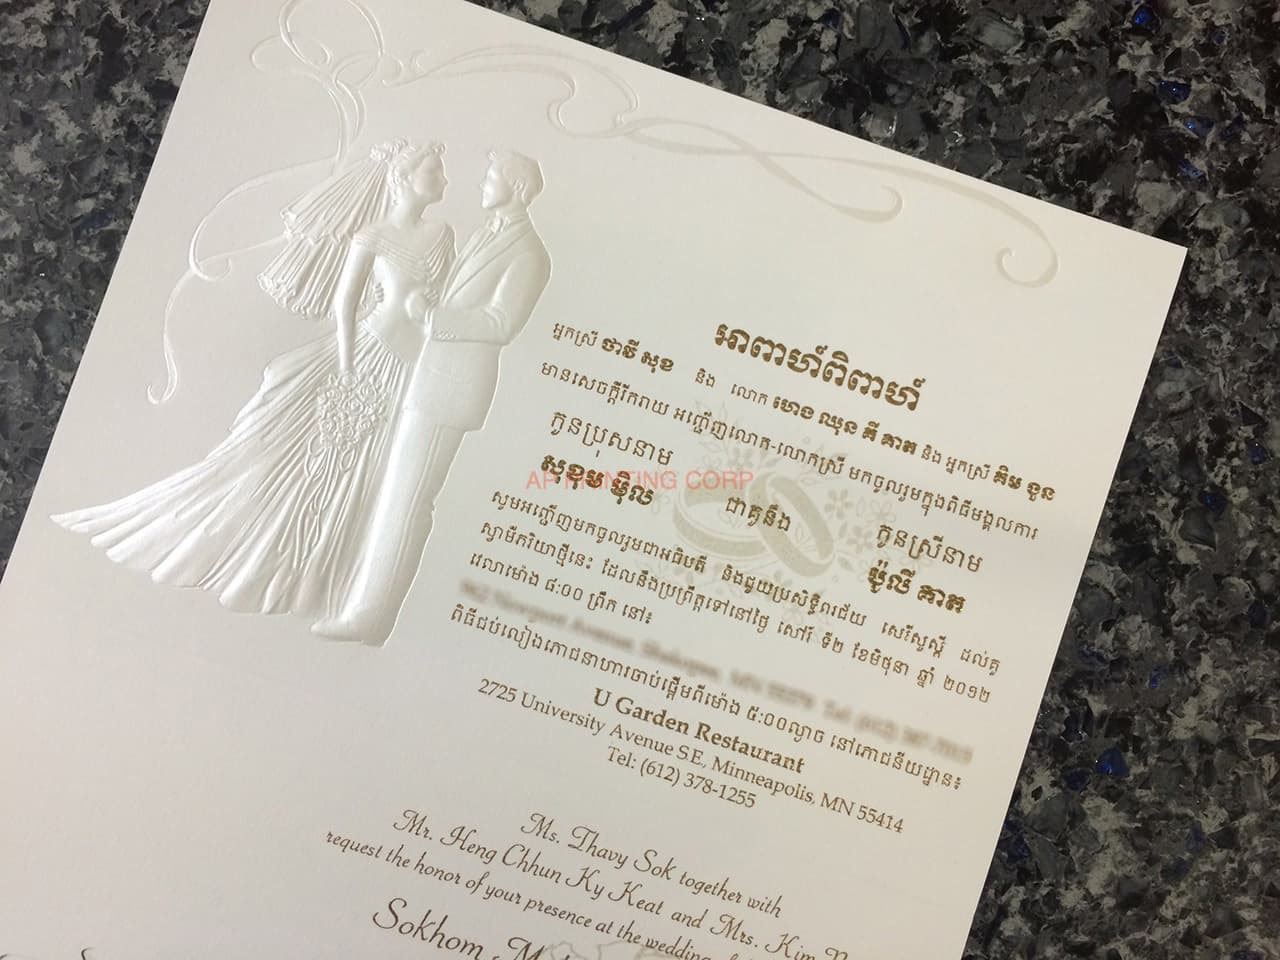 អាពាហ៍ពិពាហ៍
អ្នកស្រី ថាវី សុខ និង លោក ហេង ឈុន គី គាត និង អ្នកស្រី គិម ទូន
មានសេចក្តីរីករាយ អញ្ជើញលោក-លោកស្រី មកចូលរួមក្នុងពិធីមង្គលការ
កូនប្រុសនាម ជាគូនឹង កូនស្រីនាម
សុខុម ម៉ិល ម៉ូលី គាត
AP PRINTING CORP
សូមអញ្ជើញមកចូលរួមជាអធិបតី និងជួយប្រសិទ្ធិពរជ័យ សេរីសួស្តី ដល់គូ
ស្វាមីភរិយាថ្មីនេះ ដែលនឹងប្រព្រឹត្តទៅនៅថ្ងៃ សៅរ៍ ទី២ ខែមិថុនា ឆ្នាំ ២០១២
វេលាម៉ោង ៨:០០ ព្រឹក នៅ៖
ពិធីជប់លៀងភោជនាហារចាប់ផ្តើមពីម៉ោង ៥:០០ល្ងាច នៅភោជនីយដ្ឋាន៖
U Garden Restaurant
2725 University Avenue S.E, Minneapolis, MN 55414
Tel: (612) 378-1255
Ms. Thavy Sok together with
Mr. Heng Chhun Ky Keat and Mrs. Kim
request the honor of your presence at the wedding
Sokhom